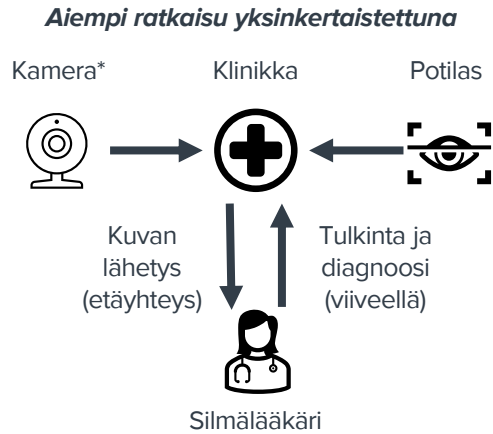 Aiempi ratkaisu yksinkertaistettuna
Kamera*
Klinikka
Potilas
Kuvan
lähetys
(etäyhteys)
Tulkinta ja
diagnoosi
(viiveellä)
Silmälääkäri